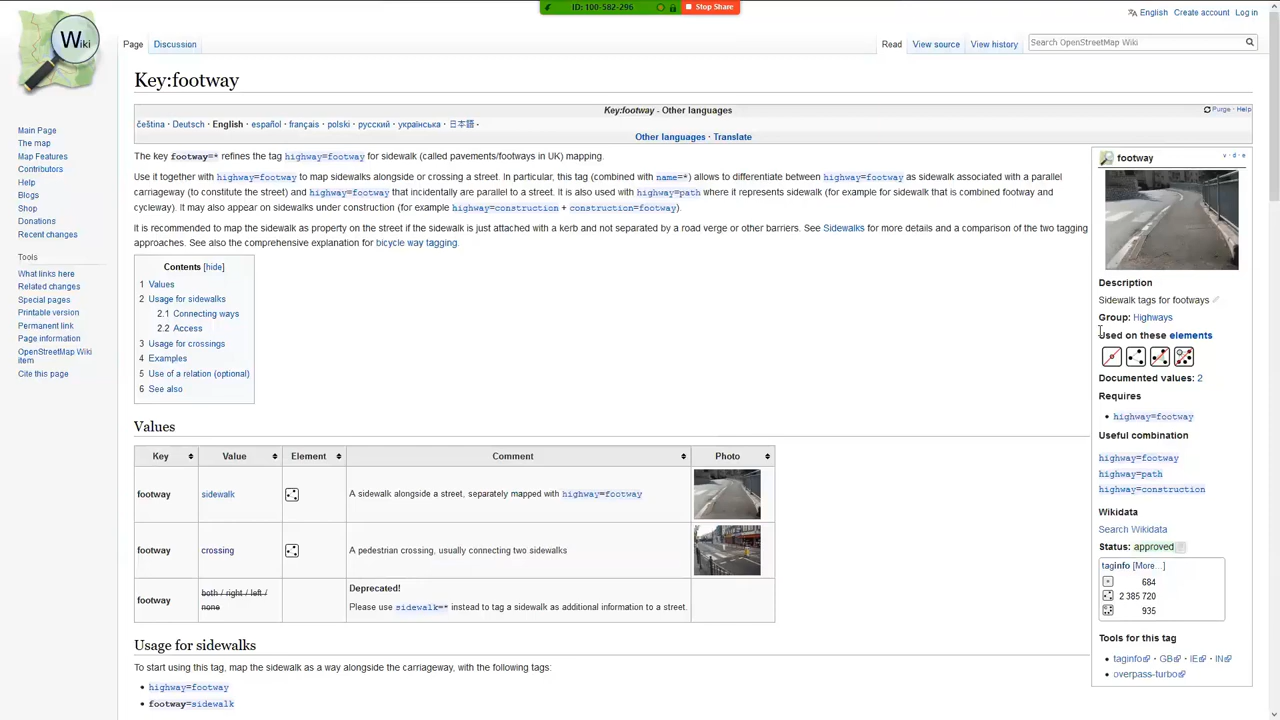 ID: 100-582-296 Stop Share
Wiki
English Create account Log in
Page Discussion Read View source View history Search OpenStreetMap Wiki
Key:footway
Key:footway - Other languages Purge · Help
čeština · Deutsch · English · español · français · polski · русский · українська · 日本語 ·
Other languages · Translate
Main Page
The map
Map Features
Contributors
Help
Blogs
Shop
Donations
Recent changes
Tools
What links here
Related changes
Special pages
Printable version
Permanent link
Page information
OpenStreetMap Wiki
item
Cite this page
The key footway=* refines the tag highway=footway for sidewalk (called pavements/footways in UK) mapping.
Use it together with highway=footway to map sidewalks alongside or crossing a street. In particular, this tag (combined with name=*) allows to differentiate between highway=footway as sidewalk associated with a parallel
carriageway (to constitute the street) and highway=footway that incidentally are parallel to a street. It is also used with highway=path where it represents sidewalk (for example for sidewalk that is combined footway and
cycleway). It may also appear on sidewalks under construction (for example highway=construction + construction=footway).
It is recommended to map the sidewalk as property on the street if the sidewalk is just attached with a kerb and not separated by a road verge or other barriers. See Sidewalks for more details and a comparison of the two tagging
approaches. See also the comprehensive explanation for bicycle way tagging.
Contents [hide]
1 Values
2 Usage for sidewalks
2.1 Connecting ways
2.2 Access
3 Usage for crossings
4 Examples
5 Use of a relation (optional)
6 See also
Values
Key Value Element Comment Photo
footway sidewalk A sidewalk alongside a street, separately mapped with highway=footway
footway crossing A pedestrian crossing, usually connecting two sidewalks
footway both / right / left /
none
Deprecated!
Please use sidewalk=* instead to tag a sidewalk as additional information to a street.
Usage for sidewalks
To start using this tag, map the sidewalk as a way alongside the carriageway, with the following tags:
• highway=footway
• footway=sidewalk
footway v · d · e
Description
Sidewalk tags for footways
Group: Highways
Used on these elements
Documented values: 2
Requires
• highway=footway
Useful combination
highway=footway
highway=path
highway=construction
Wikidata
Search Wikidata
Status: approved
taginfo [More...]
684
2 385 720
935
Tools for this tag
• taginfo · GB · IE · IN
• overpass-turbo